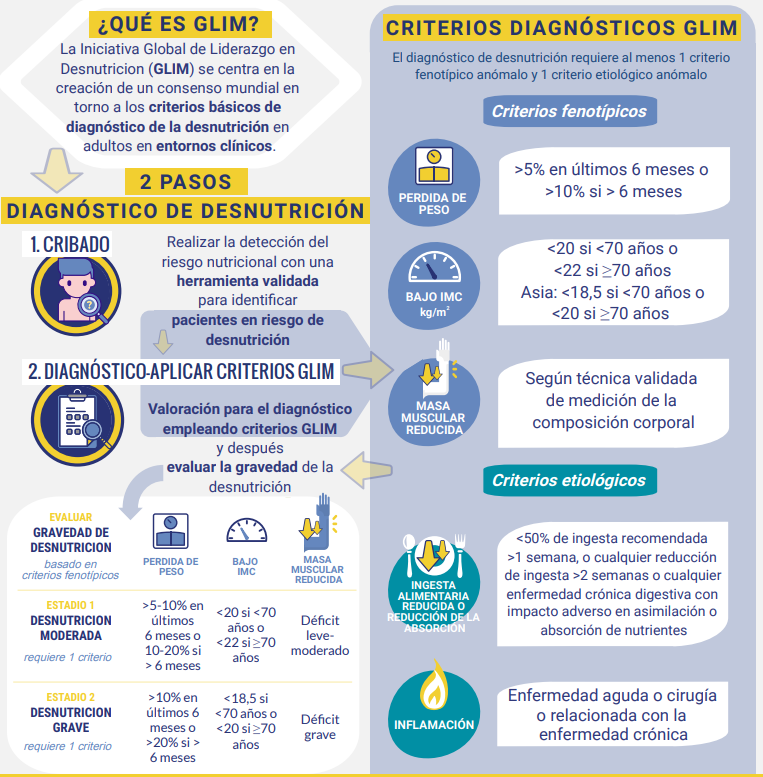 ¿QUÉ ES GLIM?
La Iniciativa Global de Liderazgo en
Desnutricion (GLIM) se centra en la
creación de un consenso mundial en
torno a los criterios básicos de
diagnóstico de la desnutrición en
adultos en entornos clínicos.
2 PASOS
DIAGNÓSTICO DE DESNUTRICIÓN
1. CRIBADO
Realizar la detección del
riesgo nutricional con una
herramienta validada
para identificar
pacientes en riesgo de
desnutrición
2. DIAGNÓSTICO-APLICAR CRITERIOS GLIM
Valoración para el diagnóstico
empleando criterios GLIM
y después
evaluar la gravedad de la
desnutrición
EVALUAR
GRAVEDAD DE
DESNUTRICION
basado en
criterios fenotípicos
PERDIDA DE
PESO
BAJO
IMC
MASA
MUSCULAR
REDUCIDA
ESTADIO 1
DESNUTRICION
MODERADA
requiere 1 criterio
>5-10% en
últimos
6 meses o
10-20% si
> 6 meses
<20 si <70
años o
<22 si ≥70
años
Déficit
leve-
moderado
ESTADIO 2
DESNUTRICION
GRAVE
requiere 1 criterio
>10% en
últimos 6
meses o
>20% si >
6 meses
<18,5 si
<70 años o
<20 si ≥70
años
Déficit
grave
CRITERIOS DIAGNÓSTICOS GLIM
El diagnóstico de desnutrición requiere al menos 1 criterio
fenotípico anómalo y 1 criterio etiológico anómalo
Criterios fenotípicos
PERDIDA DE
PESO
>5% en últimos 6 meses o
>10% si > 6 meses
BAJO IMC
kg/m²
<20 si <70 años o
<22 si ≥70 años
Asia: <18,5 si <70 años o
<20 si ≥70 años
MASA
MUSCULAR
REDUCIDA
Según técnica validada
de medición de la
composición corporal
Criterios etiológicos
INGESTA
ALIMENTARIA
REDUCIDA O
REDUCCIÓN DE LA
ABSORCIÓN
<50% de ingesta recomendada
>1 semana, o cualquier reducción
de ingesta >2 semanas o cualquier
enfermedad crónica digestiva con
impacto adverso en asimilación o
absorción de nutrientes
INFLAMACIÓN
Enfermedad aguda o cirugía
o relacionada con la
enfermedad crónica